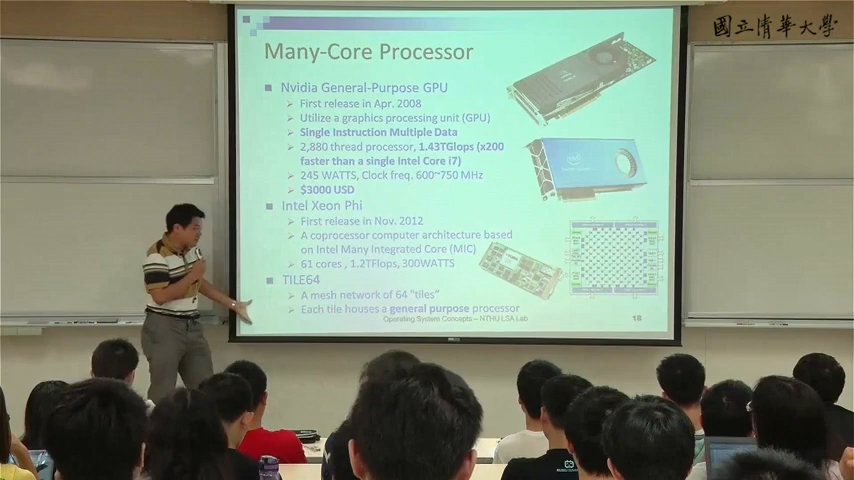 國立清華大學
Many-Core Processor
Nvidia General-Purpose GPU
First release in Apr. 2008
Utilize a graphics processing unit (GPU)
Single Instruction Multiple Data
2,880 thread processor, 1.43TGlops (x200
faster than a single Intel Core i7)
245 WATTS, Clock freq. 600~750 MHz
$3000 USD
Intel Xeon Phi
First release in Nov. 2012
A coprocessor computer architecture based
on Intel Many Integrated Core (MIC)
61 cores , 1.2TFlops, 300WATTS
TILE64
A mesh network of 64 "tiles"
Each tile houses a general purpose processor
Operating System Concepts – NTHU LSA Lab
18